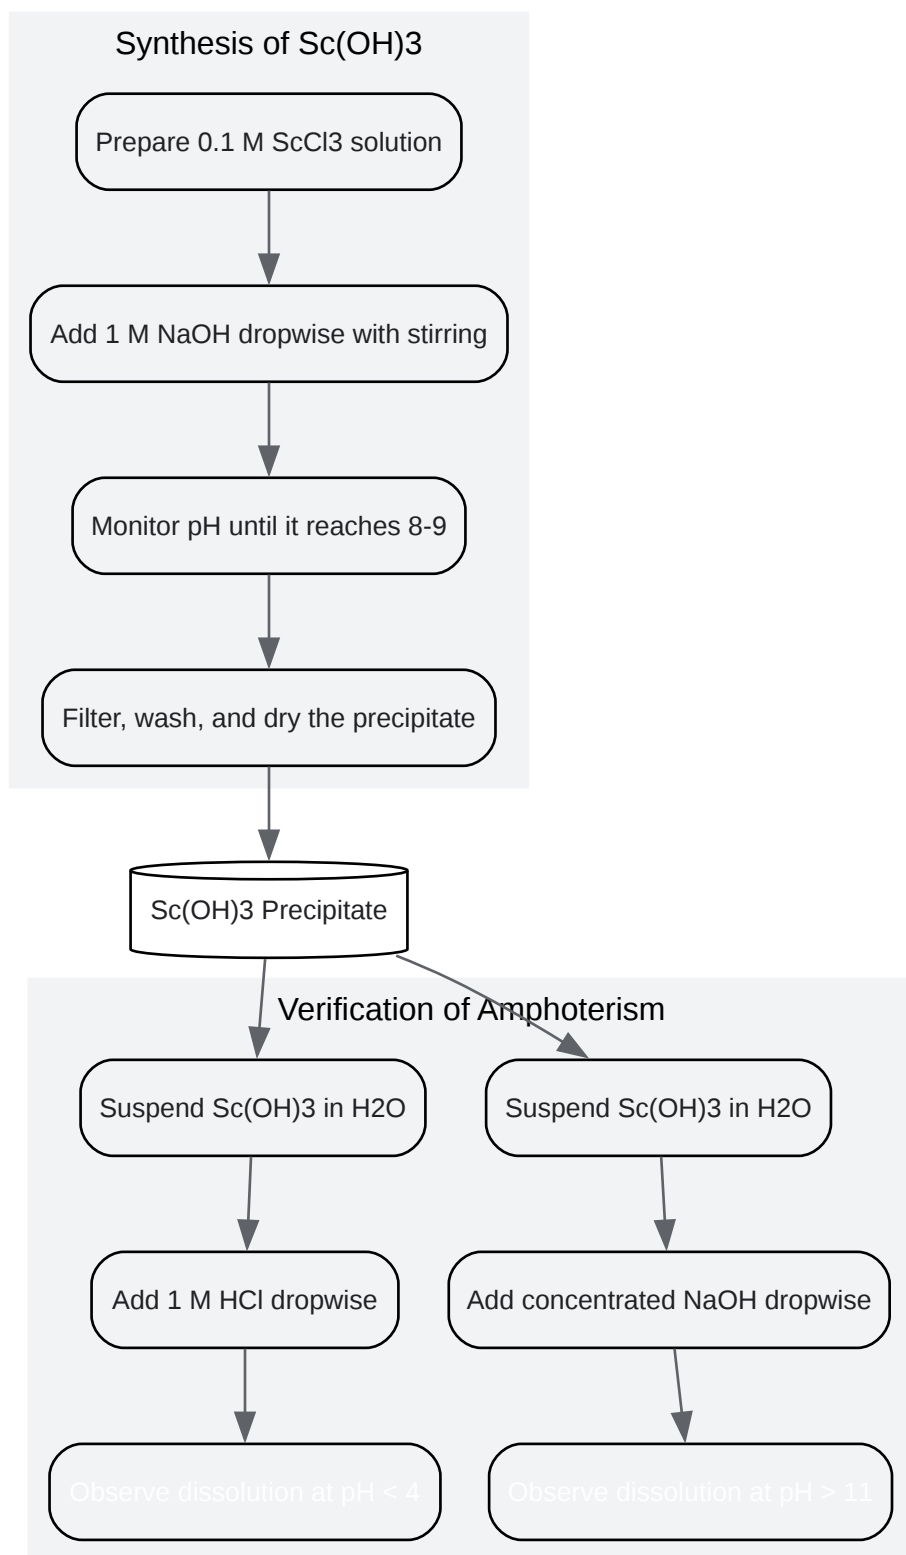 Synthesis of Sc(OH)3
Prepare 0.1 M ScCl3 solution
Add 1 M NaOH dropwise with stirring
Monitor pH until it reaches 8-9
Filter, wash, and dry the precipitate
Sc(OH)3 Precipitate
Verification of Amphoterism
Suspend Sc(OH)3 in H2O
Suspend Sc(OH)3 in H2O
Add 1 M HCl dropwise
Add concentrated NaOH dropwise
Observe dissolution at pH < 4
Observe dissolution at pH > 11